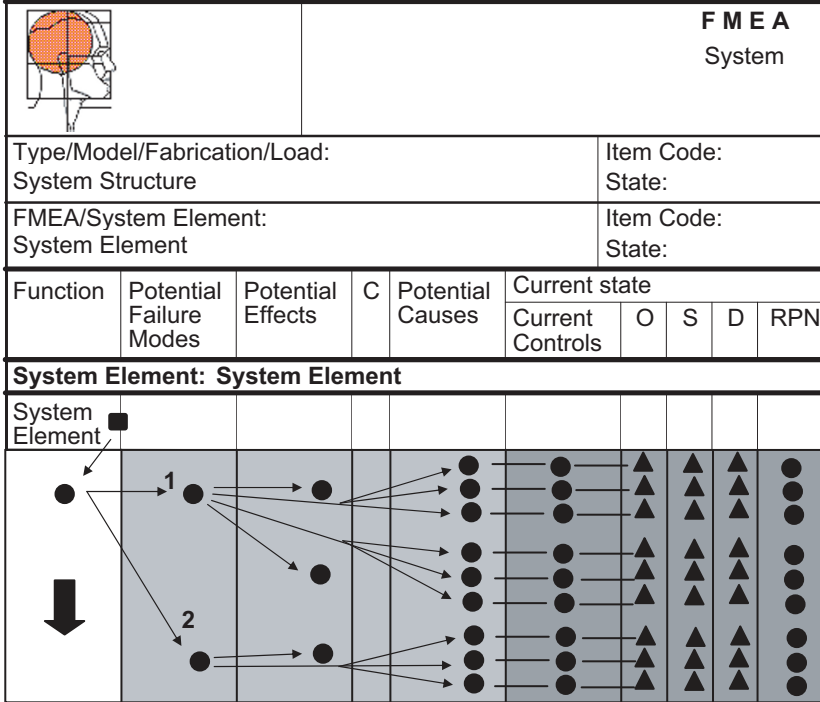 F M E A
System
Type/Model/Fabrication/Load:
System Structure
Item Code:
State:
FMEA/System Element:
System Element
Item Code:
State:
Function
Potential
Failure
Modes
Potential
Effects
C
Potential
Causes
Current state
Current
Controls
O
S
D
RPN
System Element: System Element
System
Element
1
2